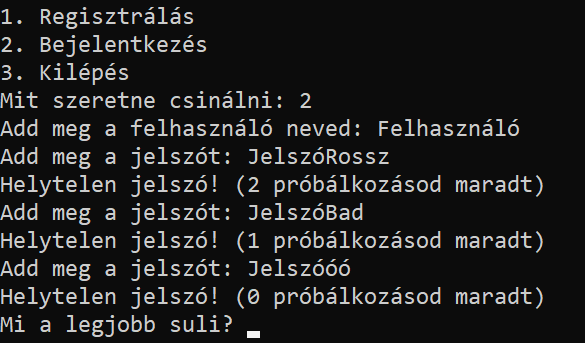 1. Regisztrálás
2. Bejelentkezés
3. Kilépés
Mit szeretne csinálni: 2
Add meg a felhasználó neved: Felhasználó
Add meg a jelszót: JelszóRossz
Helytelen jelszó! (2 próbálkozásod maradt)
Add meg a jelszót: JelszóBad
Helytelen jelszó! (1 próbálkozásod maradt)
Add meg a jelszót: Jelszóóó
Helytelen jelszó! (0 próbálkozásod maradt)
Mi a legjobb suli?